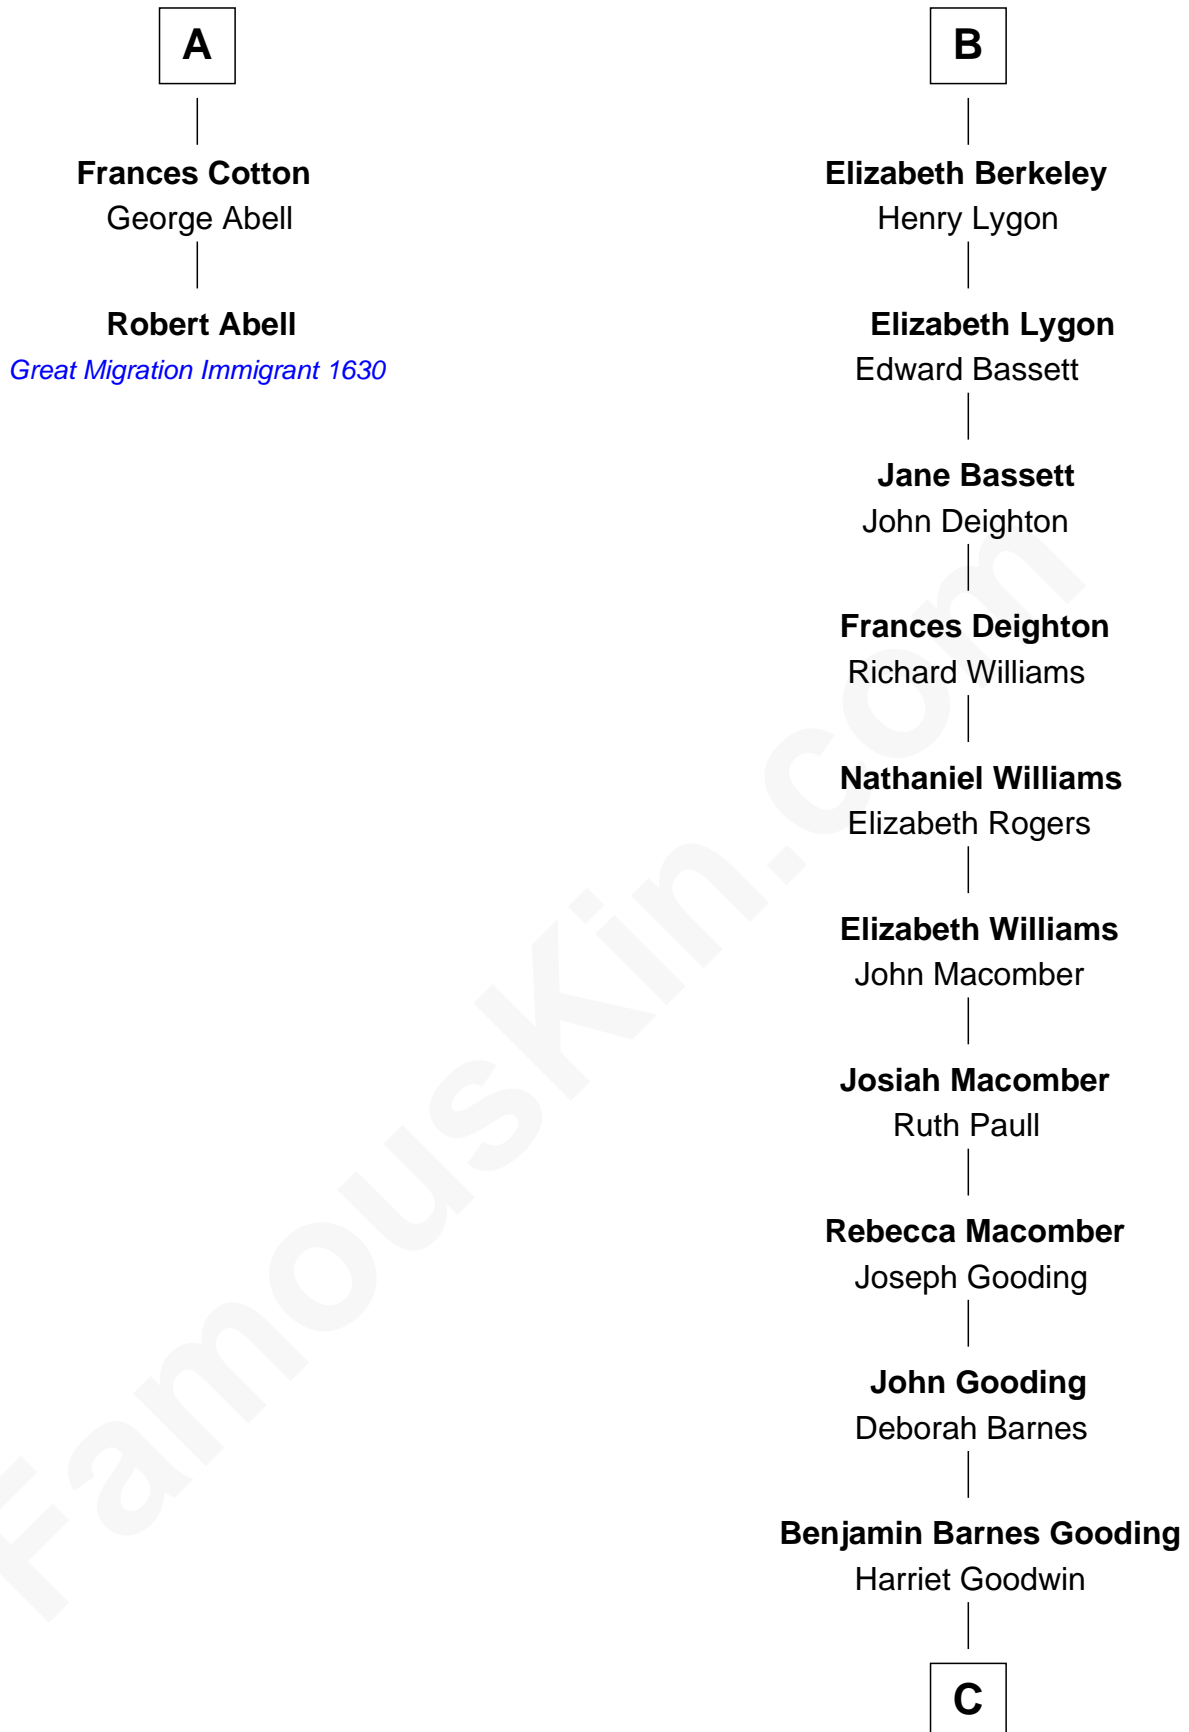 A
Frances Cotton
George Abell
Robert Abell
Great Migration Immigrant 1630
B
Elizabeth Berkeley
Henry Lygon
Elizabeth Lygon
Edward Bassett
Jane Bassett
John Deighton
Frances Deighton
Richard Williams
Nathaniel Williams
Elizabeth Rogers
Elizabeth Williams
John Macomber
Josiah Macomber
Ruth Paull
Rebecca Macomber
Joseph Gooding
John Gooding
Deborah Barnes
Benjamin Barnes Gooding
Harriet Goodwin
C
FamousKin.com